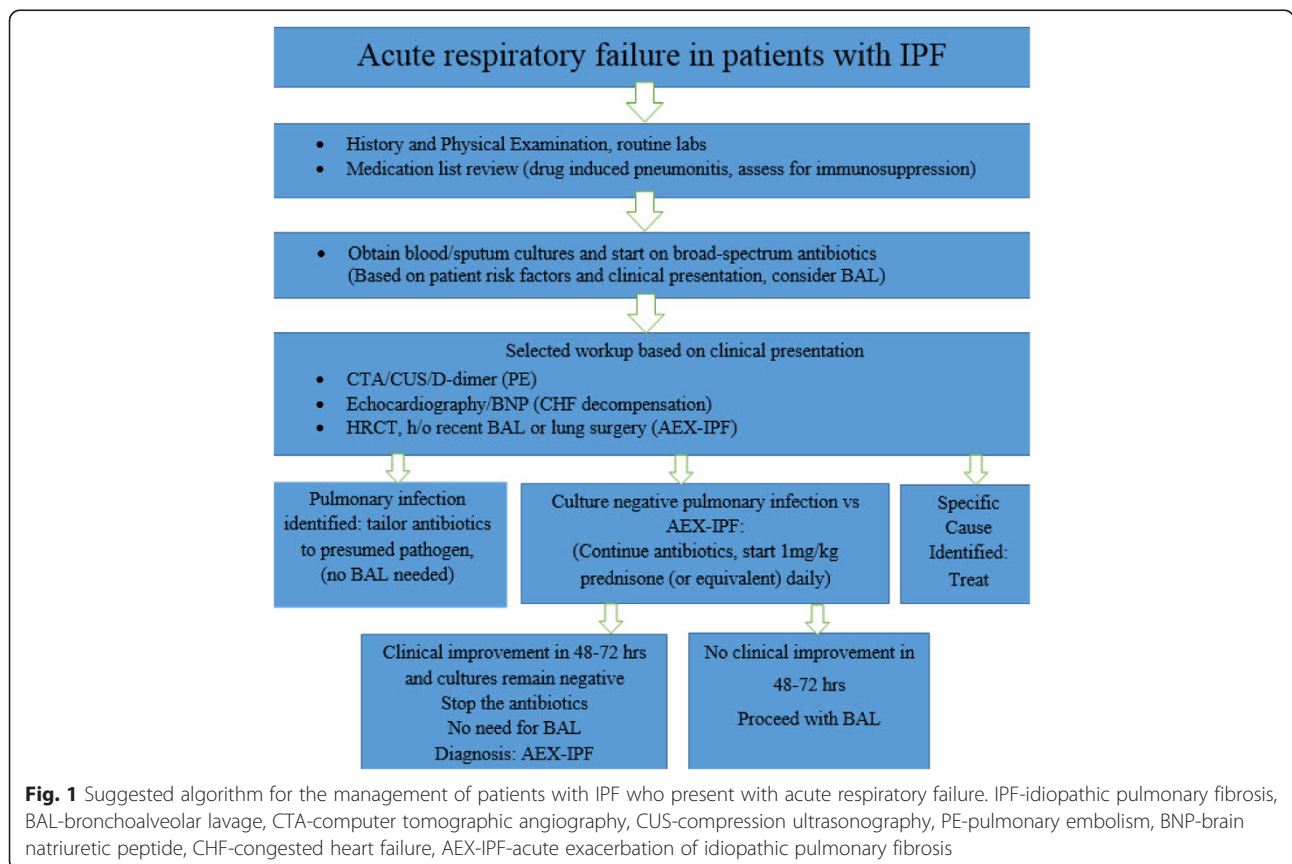 Acute respiratory failure in patients with IPF
• History and Physical Examination, routine labs
• Medication list review (drug induced pneumonitis, assess for immunosuppression)
• Obtain blood/sputum cultures and start on broad-spectrum antibiotics
(Based on patient risk factors and clinical presentation, consider BAL)
Selected workup based on clinical presentation
• CTA/CUS/D-dimer (PE)
• Echocardiography/BNP (CHF decompensation)
• HRCT, h/o recent BAL or lung surgery (AEX-IPF)
Pulmonary infection
identified: tailor antibiotics
to presumed pathogen,
(no BAL needed)
Culture negative pulmonary infection vs
AEX-IPF:
(Continue antibiotics, start 1mg/kg
prednisone (or equivalent) daily)
Specific
Cause
Identified:
Treat
Clinical improvement in 48-72 hrs
and cultures remain negative
Stop the antibiotics
No need for BAL
Diagnosis: AEX-IPF
No clinical improvement in
48-72 hrs
Proceed with BAL
Fig. 1 Suggested algorithm for the management of patients with IPF who present with acute respiratory failure. IPF-idiopathic pulmonary fibrosis,
BAL-bronchoalveolar lavage, CTA-computer tomographic angiography, CUS-compression ultrasonography, PE-pulmonary embolism, BNP-brain
natriuretic peptide, CHF-congested heart failure, AEX-IPF-acute exacerbation of idiopathic pulmonary fibrosis